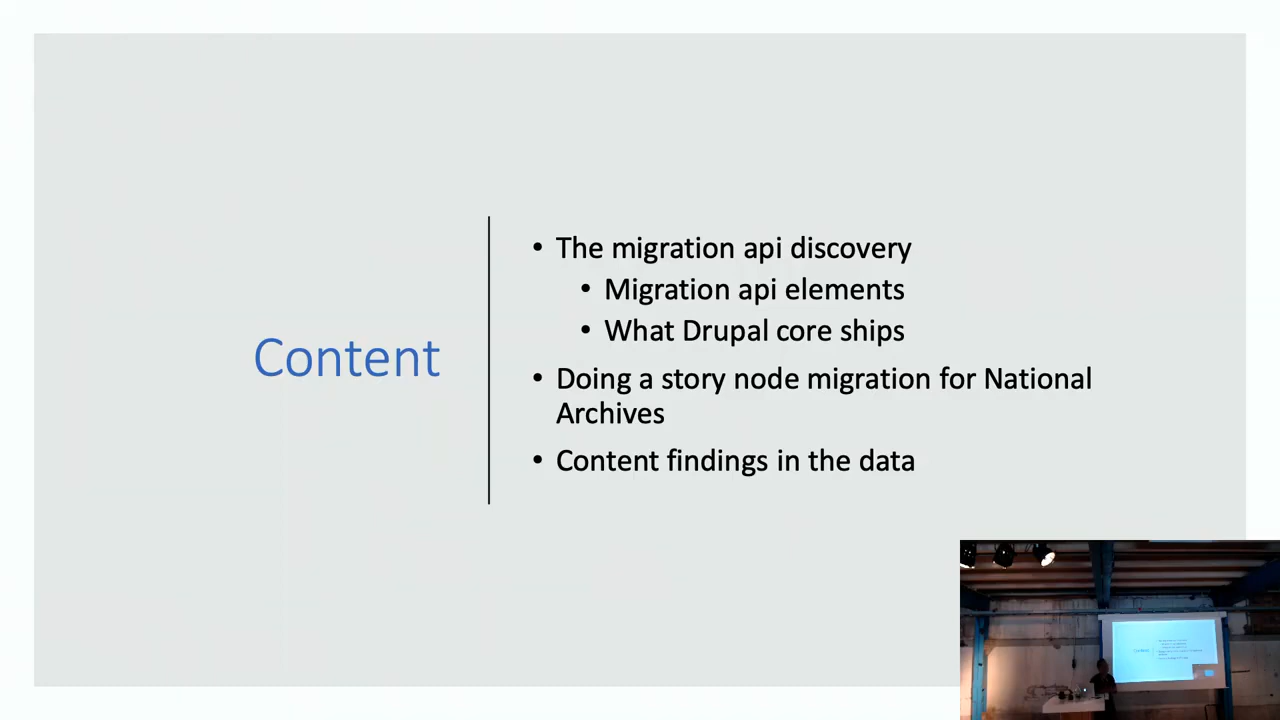 Content
• The migration api discovery
• Migration api elements
• What Drupal core ships
• Doing a story node migration for National
Archives
• Content findings in the data